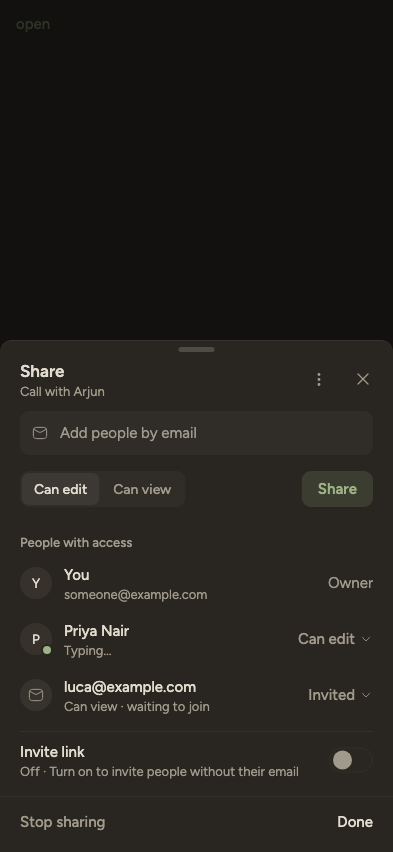 open
Share
Call with Arjun
Add people by email
Can edit Can view Share
People with access
Y You Owner
someone@example.com
P Priya Nair Can edit
Typing...
luca@example.com Invited
Can view · waiting to join
Invite link
Off · Turn on to invite people without their email
Stop sharing Done